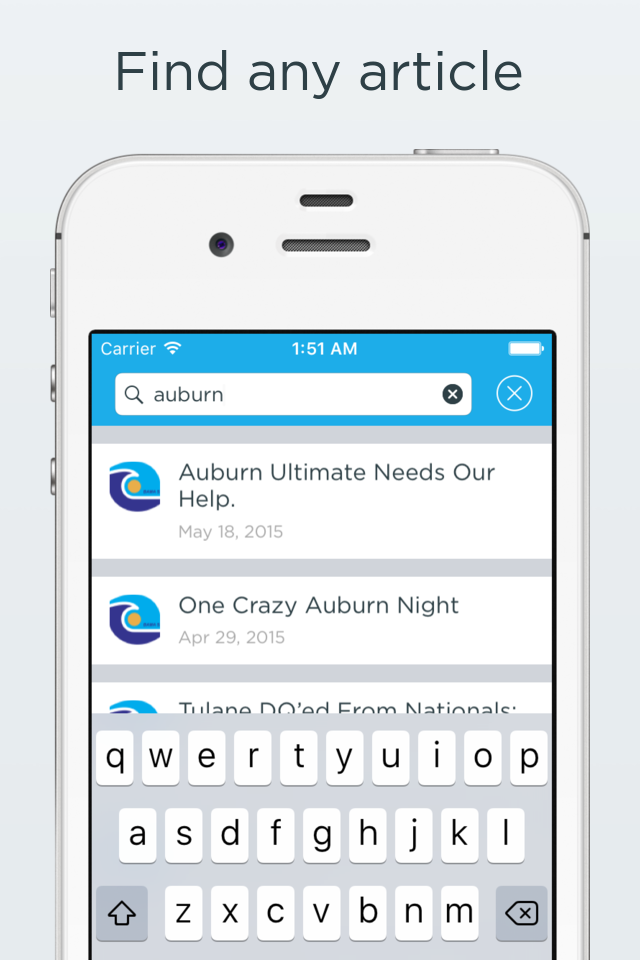 Find any article
Carrier
1:51 AM
auburn
Auburn Ultimate Needs Our
Help.
May 18, 2015
One Crazy Auburn Night
Apr 29, 2015
Tulane DQ’ed From Nationals:
q w e r t y u i o p
a s d f g h j k l
z x c v b n m